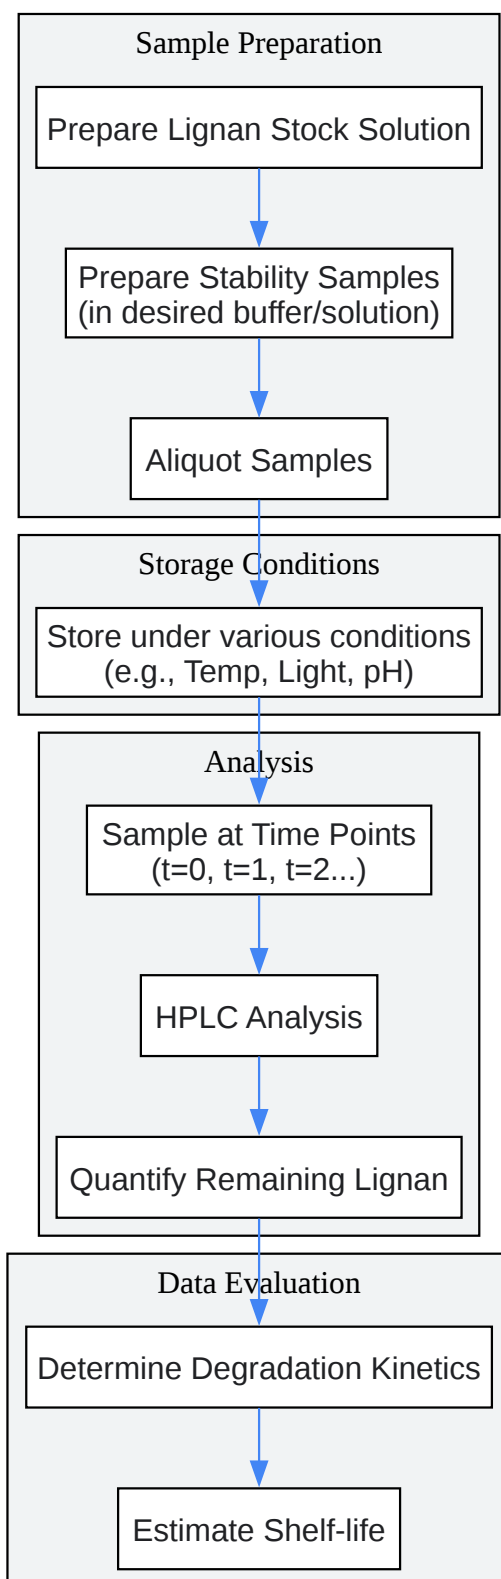 Sample Preparation
Prepare Lignan Stock Solution
Prepare Stability Samples
(in desired buffer/solution)
Aliquot Samples
Storage Conditions
Store under various conditions
(e.g., Temp, Light, pH)
Analysis
Sample at Time Points
(t=0, t=1, t=2...)
HPLC Analysis
Quantify Remaining Lignan
Data Evaluation
Determine Degradation Kinetics
Estimate Shelf-life